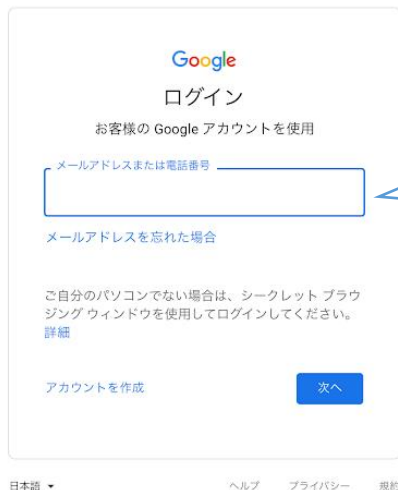 Google
ログイン
お客様の Google アカウントを使用
メールアドレスまたは電話番号
メールアドレスを忘れた場合
ご自分のパソコンでない場合は、シークレット ブラウ
ジング ウィンドウを使用してログインしてください。
詳細
アカウントを作成 次へ
日本語 ヘルプ プライバシー 規約